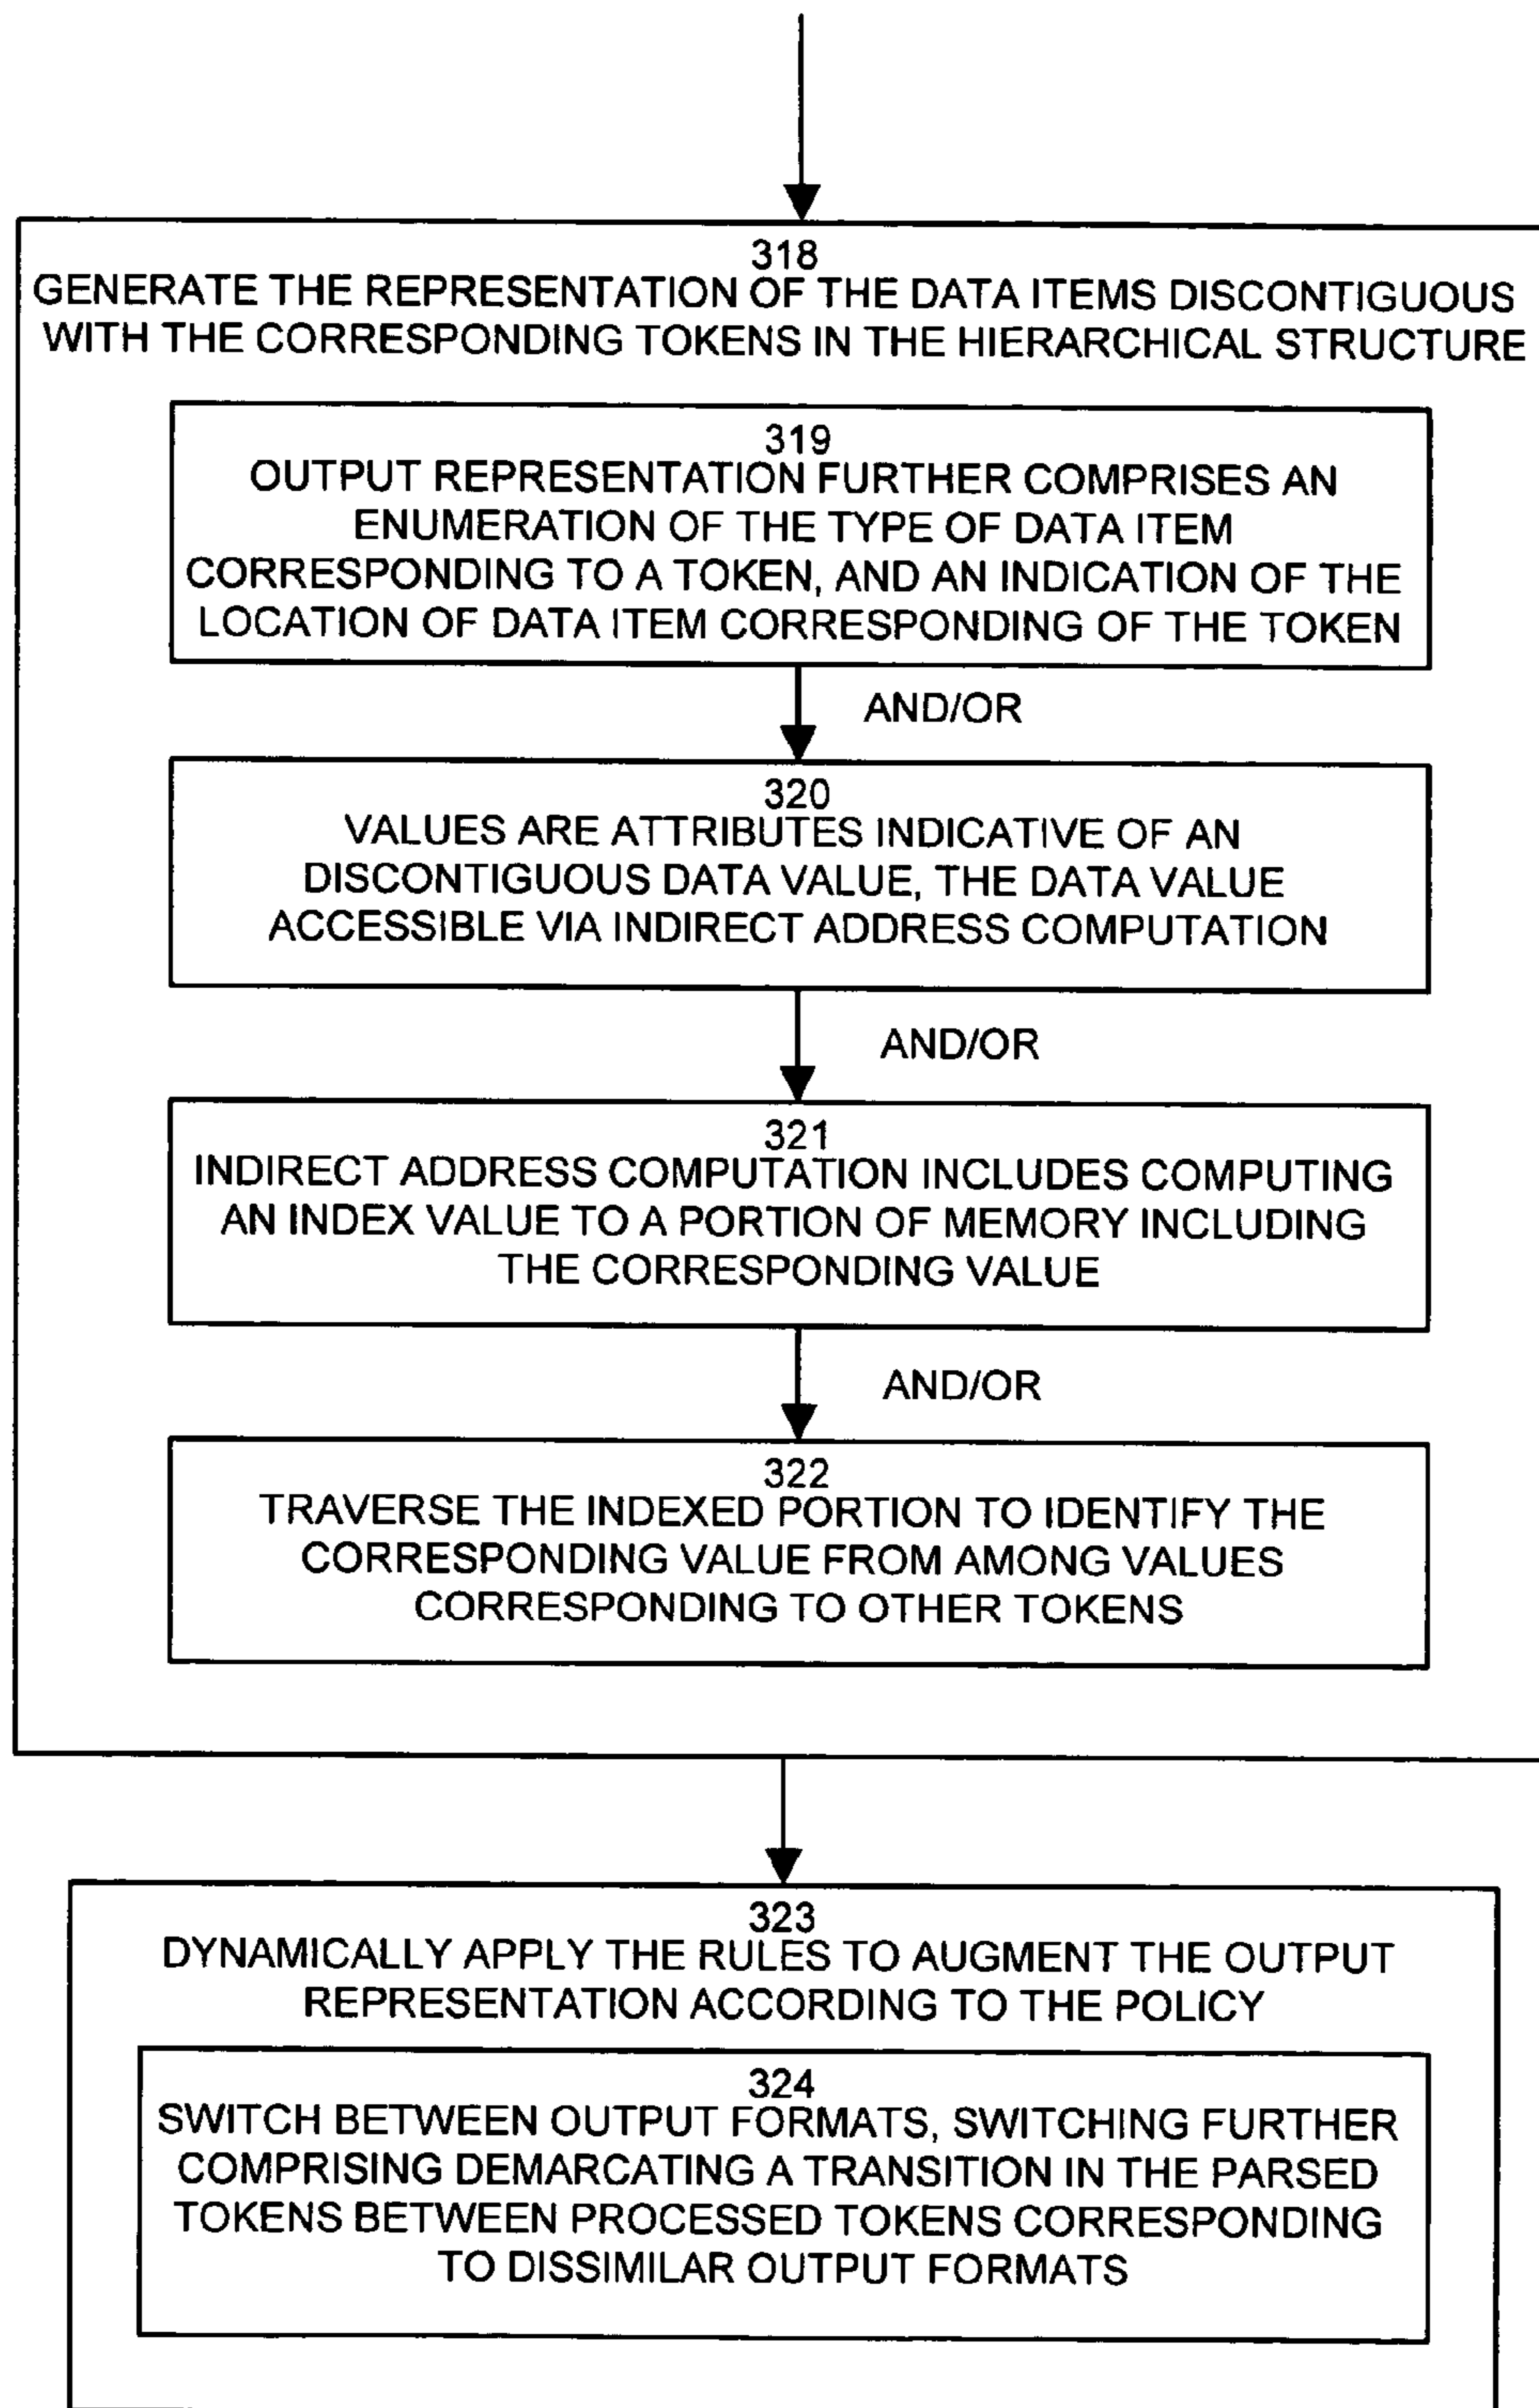 318
GENERATE THE REPRESENTATION OF THE DATA ITEMS DISCONTIGUOUS
WITH THE CORRESPONDING TOKENS IN THE HIERARCHICAL STRUCTURE
319
OUTPUT REPRESENTATION FURTHER COMPRISES AN
ENUMERATION OF THE TYPE OF DATA ITEM
CORRESPONDING TO A TOKEN, AND AN INDICATION OF THE
LOCATION OF DATA ITEM CORRESPONDING OF THE TOKEN
AND/OR
320
VALUES ARE ATTRIBUTES INDICATIVE OF AN
DISCONTIGUOUS DATA VALUE, THE DATA VALUE
ACCESSIBLE VIA INDIRECT ADDRESS COMPUTATION
AND/OR
321
INDIRECT ADDRESS COMPUTATION INCLUDES COMPUTING
AN INDEX VALUE TO A PORTION OF MEMORY INCLUDING
THE CORRESPONDING VALUE
AND/OR
322
TRAVERSE THE INDEXED PORTION TO IDENTIFY THE
CORRESPONDING VALUE FROM AMONG VALUES
CORRESPONDING TO OTHER TOKENS
323
DYNAMICALLY APPLY THE RULES TO AUGMENT THE OUTPUT
REPRESENTATION ACCORDING TO THE POLICY
324
SWITCH BETWEEN OUTPUT FORMATS, SWITCHING FURTHER
COMPRISING DEMARCATING A TRANSITION IN THE PARSED
TOKENS BETWEEN PROCESSED TOKENS CORRESPONDING
TO DISSIMILAR OUTPUT FORMATS